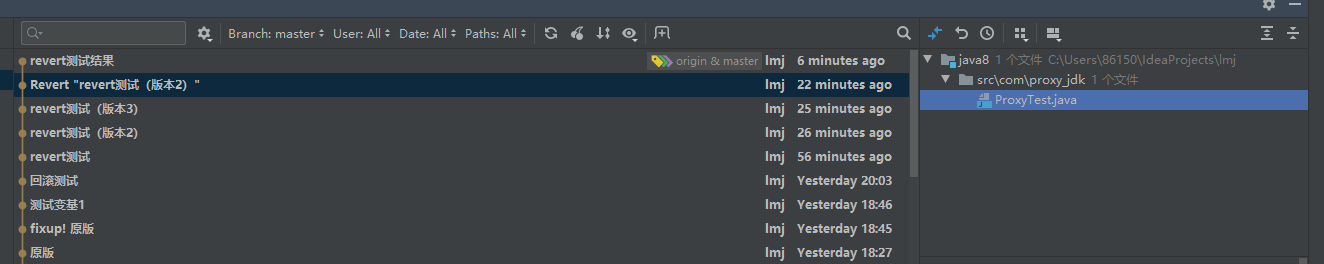 Branch: master User: All Date: All Paths: All
revert测试结果 origin & master lmj 6 minutes ago
Revert "revert测试（版本2）" lmj 22 minutes ago
revert测试（版本3） lmj 25 minutes ago
revert测试（版本2） lmj 26 minutes ago
revert测试 lmj 56 minutes ago
回滚测试 lmj Yesterday 20:03
测试变基1 lmj Yesterday 18:46
fixup! 原版 lmj Yesterday 18:45
原版 lmj Yesterday 18:27
java8 1 个文件 C:\Users\86150\IdeaProjects\lmj
src\com\proxy_jdk 1 个文件
ProxyTest.java